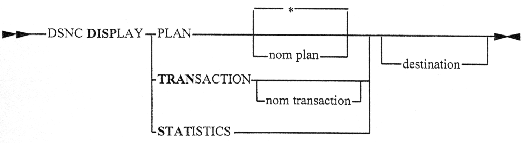 *
DSNC DISPLAY PLAN
nom plan
destination
TRANSACTION
nom transaction
STATISTICS